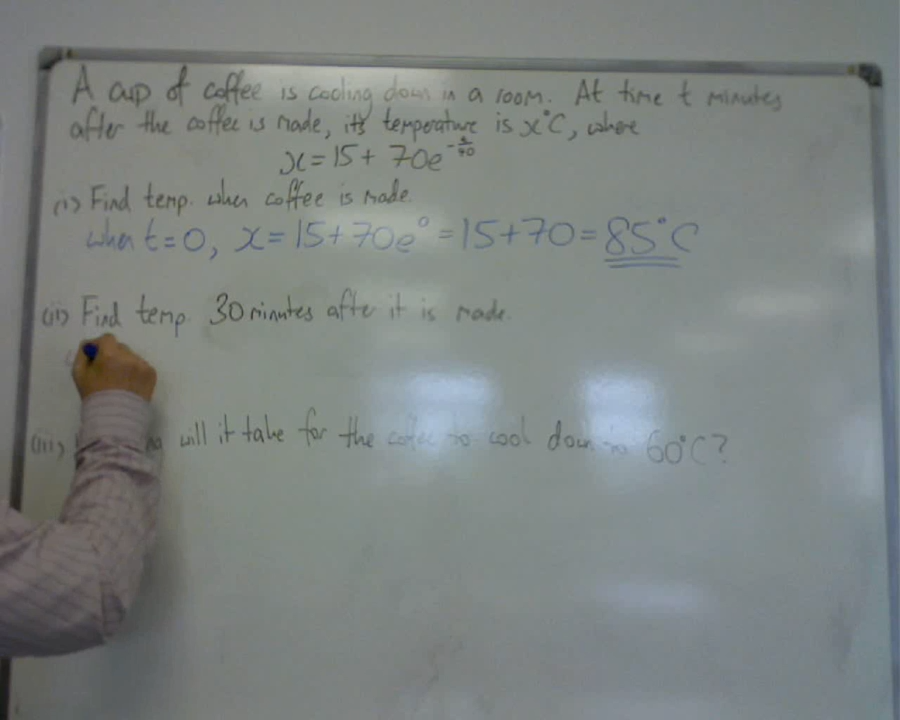 A cup of coffee is cooling down in a room. At time t minutes
after the coffee is made, it's temperature is x°C, where
x = 15 + 70e^-t/40
(i) Find temp. when coffee is made.
when t = 0, x = 15 + 70e⁰ = 15 + 70 = 85°C
(ii) Find temp. 30 minutes after it is made.
(iii) will it take for the coffee to cool down to 60°C?